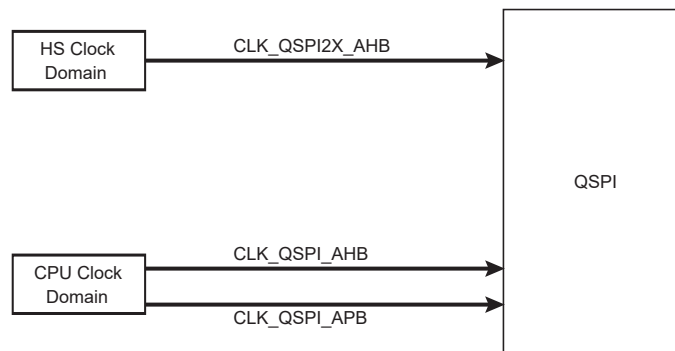 HS Clock
Domain
CLK_QSPI2X_AHB
QSPI
CPU Clock
Domain
CLK_QSPI_AHB
CLK_QSPI_APB